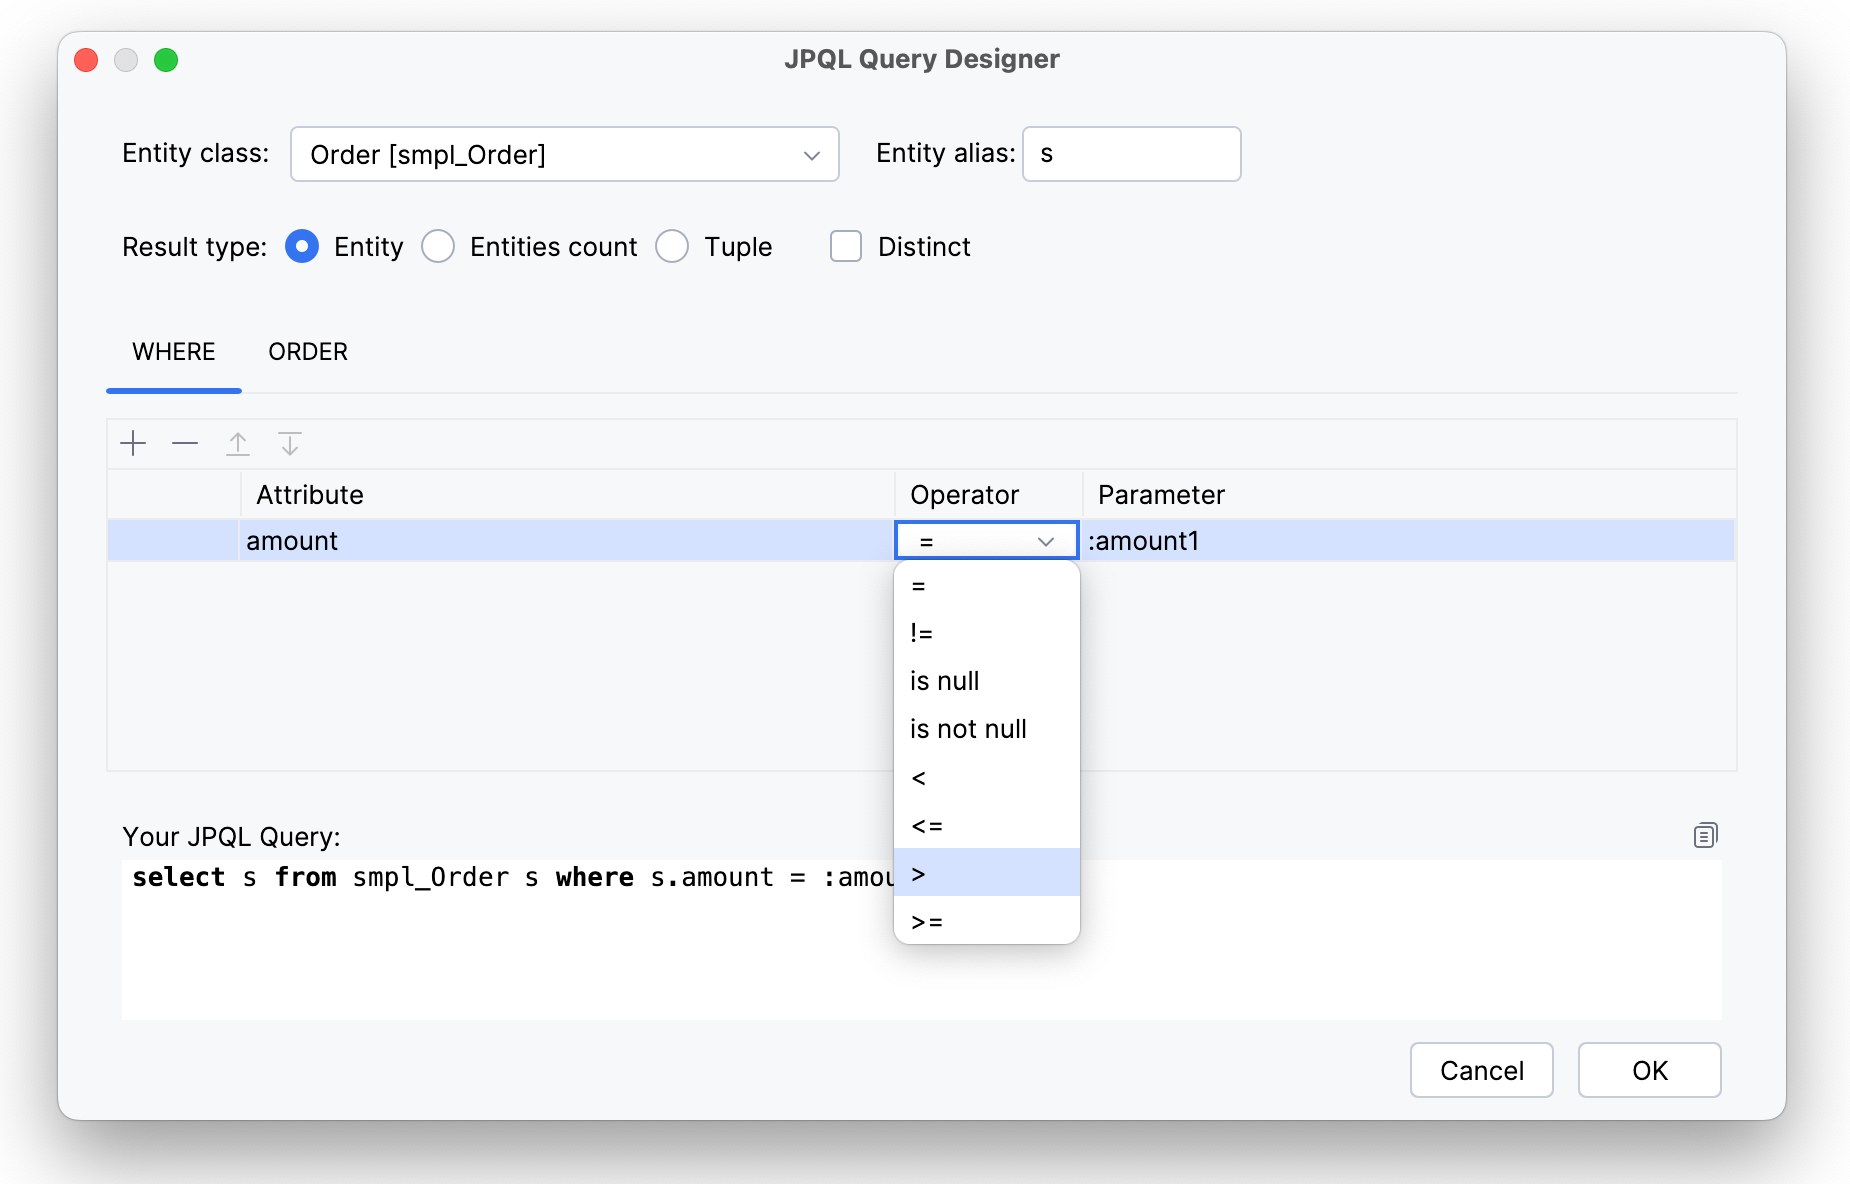 JPQL Query Designer
Entity class: Order [smpl_Order] Entity alias: s
Result type: Entity Entities count Tuple Distinct
WHERE ORDER
Attribute Operator Parameter
amount = :amount1
=
!=
is null
is not null
<
<=
>
>=
Your JPQL Query:
select s from smpl_Order s where s.amount = :amou
Cancel OK